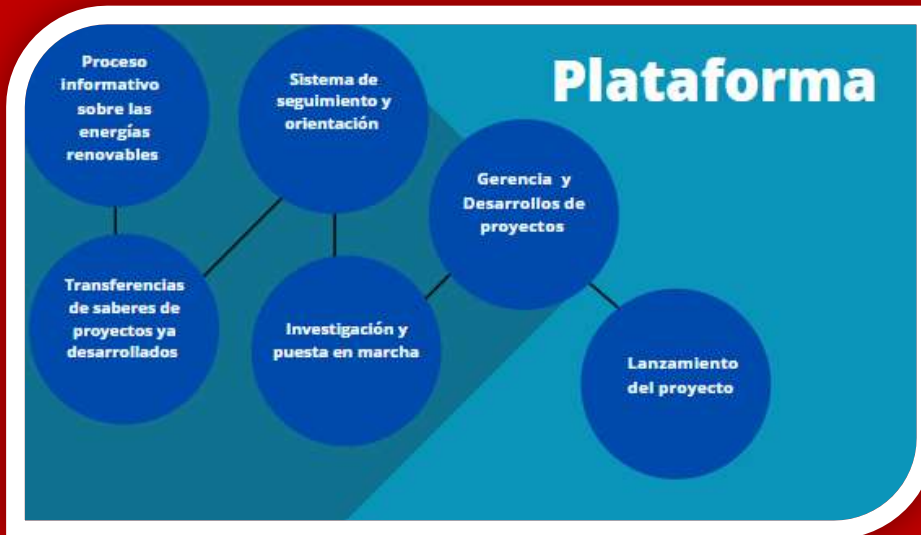 Plataforma
Proceso
informativo
sobre las
energías
renovables
Sistema de
seguimiento y
orientación
Gerencia y
Desarrollos de
proyectos
Transferencias
de saberes de
proyectos ya
desarrollados
Investigación y
puesta en marcha
Lanzamiento
del proyecto